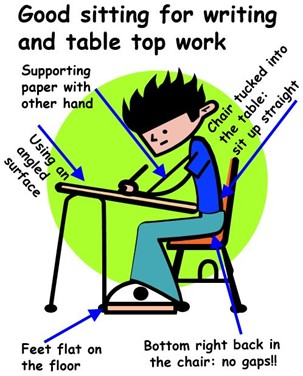 Good sitting for writing
and table top work
Supporting
paper with
other hand
Chair tucked into
the table:
sit up straight
Using an
angled
surface
Feet flat on
the floor
Bottom right back in
the chair: no gaps!!